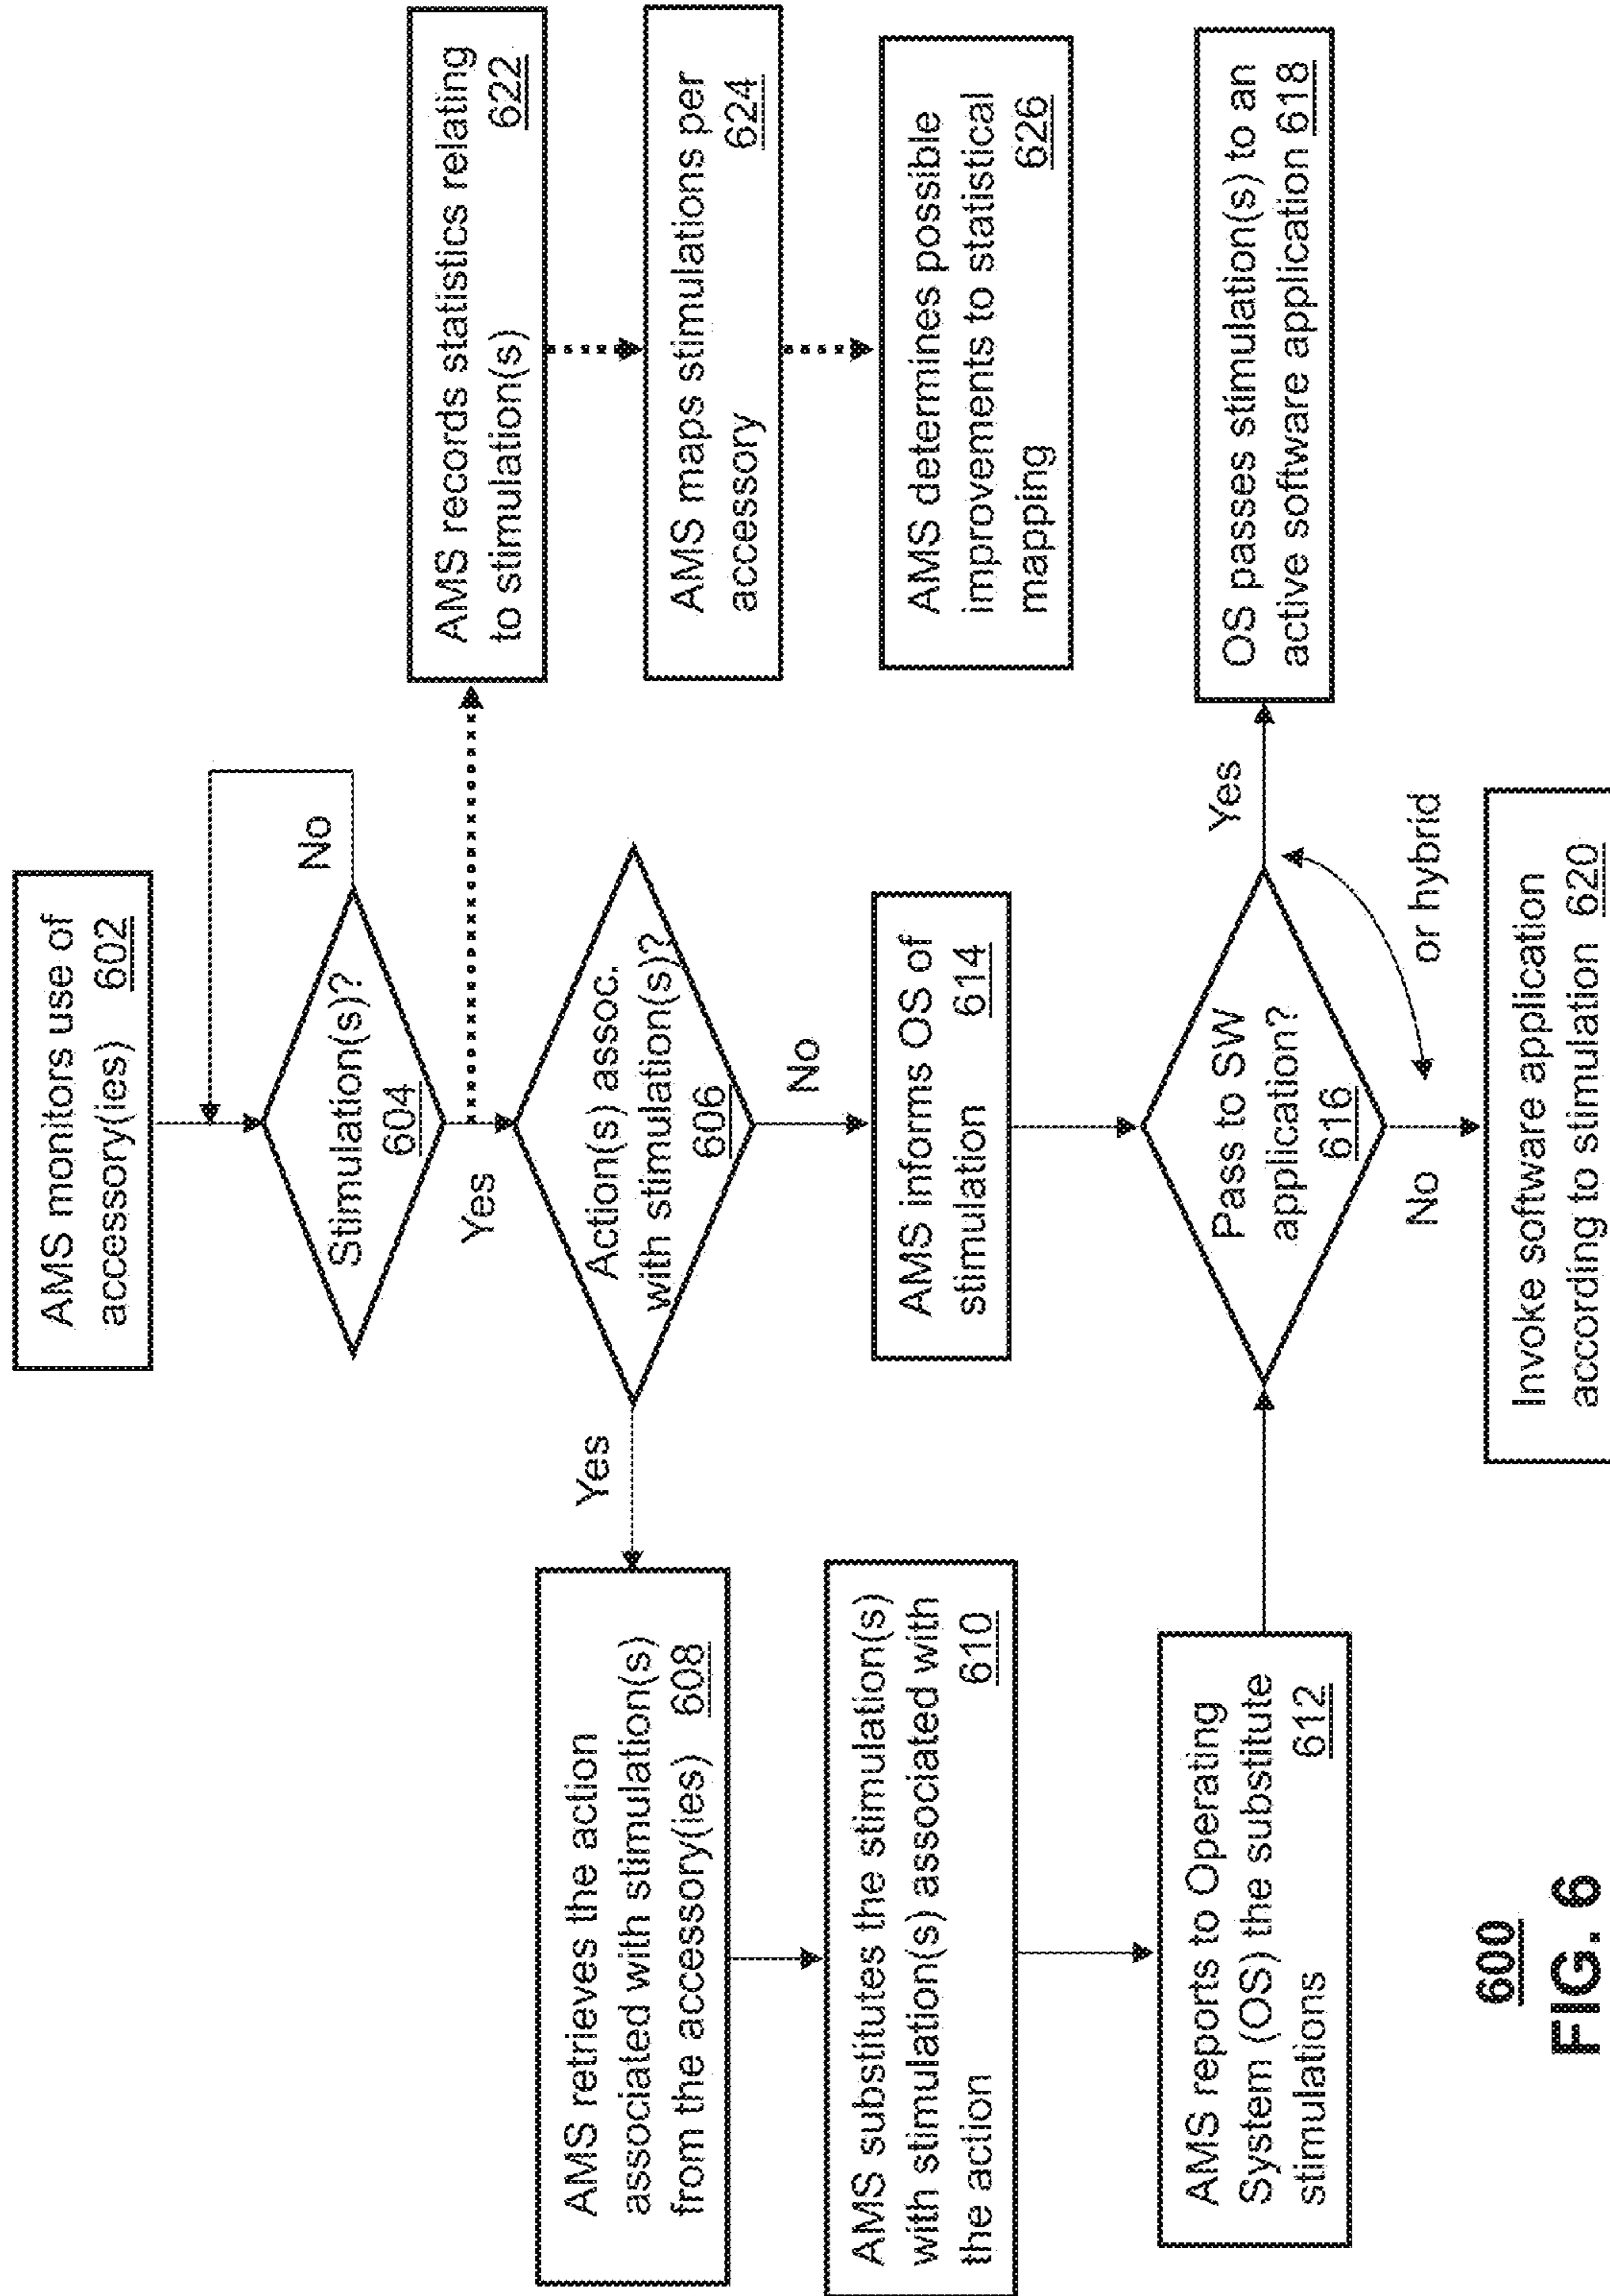 AMS monitors use of
accessory(ies) 602
Stimulation(s)?
604
No
Yes
AMS records statistics relating
to stimulation(s) 622
AMS maps stimulations per
accessory 624
AMS determines possible
improvements to statistical
mapping 626
Action(s) assoc.
with stimulation(s)?
606
Yes
No
AMS retrieves the action
associated with stimulation(s)
from the accessory(ies) 608
AMS substitutes the stimulation(s)
with stimulation(s) associated with
the action 610
AMS reports to Operating
System (OS) the substitute
stimulations 612
AMS informs OS of
stimulation 614
Pass to SW
application?
616
Yes
OS passes stimulation(s) to an
active software application 618
or hybrid
No
Invoke software application
according to stimulation 620
600
FIG. 6